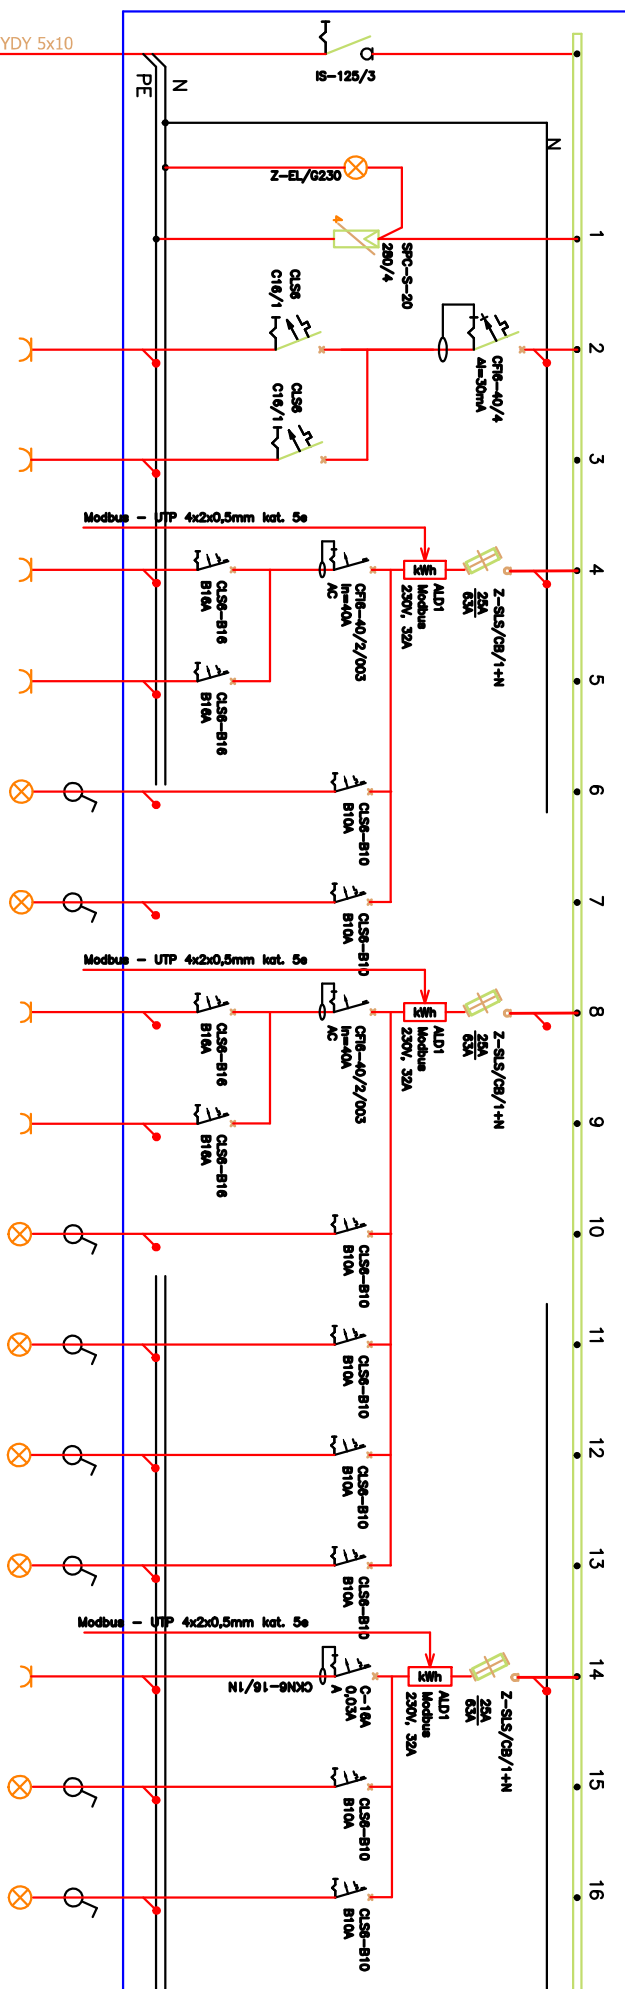 YDY 5x10
IS-125/3
N
PE
N
Z-EL/G230
1
SPC-S-20
280/4
CLS6
C16/1
CFI6-40/4
ΔI=30mA
2
CLS6
C16/1
3
Modbus - UTP 4x2x0,5mm kat. 5e
4
CLS6-B16
B16A
CFI6-40/2/003
In=40A
AC
kWh
ALD1
Modbus
230V, 32A
Z-SLS/CB/1+N
25A
63A
5
CLS6-B16
B16A
6
CLS6-B10
B10A
7
CLS6-B10
B10A
Modbus - UTP 4x2x0,5mm kat. 5e
8
CLS6-B16
B16A
CFI6-40/2/003
In=40A
AC
kWh
ALD1
Modbus
230V, 32A
Z-SLS/CB/1+N
25A
63A
9
CLS6-B16
B16A
10
CLS6-B10
B10A
11
CLS6-B10
B10A
12
CLS6-B10
B10A
13
CLS6-B10
B10A
Modbus - UTP 4x2x0,5mm kat. 5e
14
CKN6-16/1N
C-16A
0,03A
A
kWh
ALD1
Modbus
230V, 32A
Z-SLS/CB/1+N
25A
63A
15
CLS6-B10
B10A
16
CLS6-B10
B10A